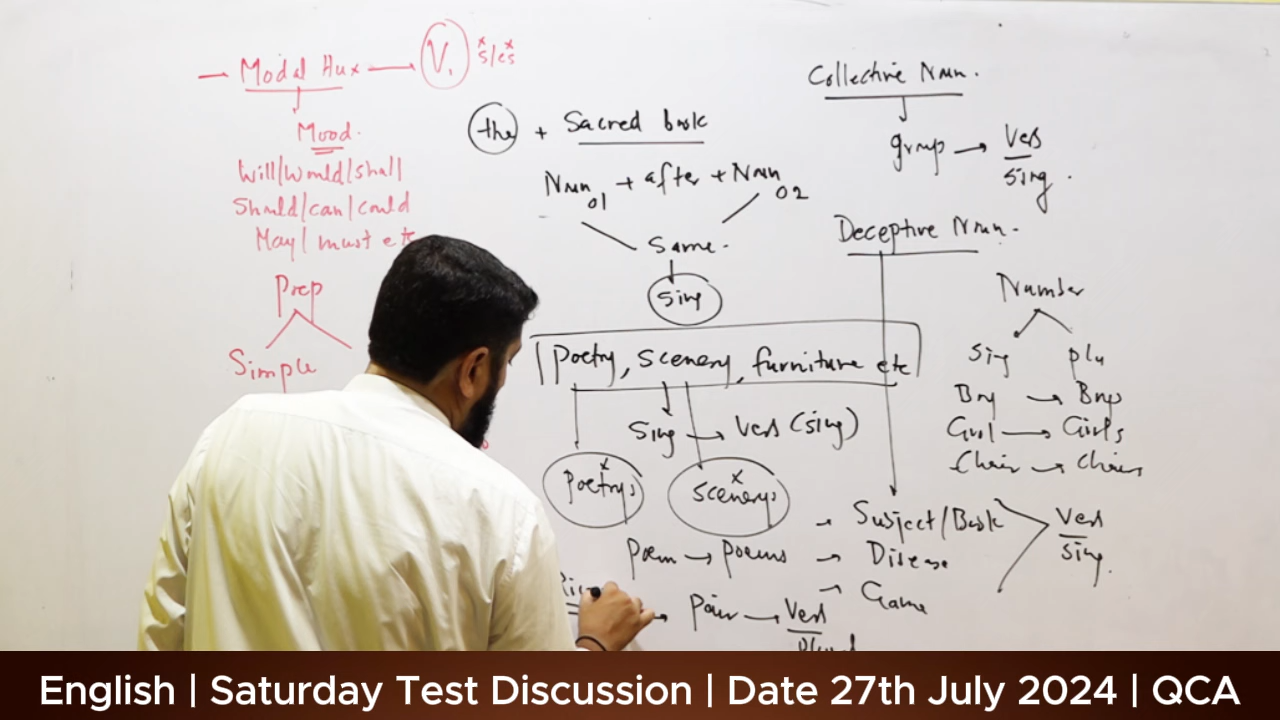 Modal Aux → V₁ s/es
Mood.
Will/Would/shall
Should/can/could
May/must etc
Prep
Simple
the + Sacred book
Noun 01 + after + Noun 02
Same.
Sing
Poetry, Scenery, furniture etc
Sing → Verb (sing)
Poetrys
Scenerys
Poem → Poems
Pair → Verb
Collective Noun.
group → Verb
Sing.
Deceptive Noun.
Number
Sing plu
Boy → Boys
Girl → Girls
Chair → Chairs
Subject/Book
Disease
Game
Verb
Sing.
English | Saturday Test Discussion | Date 27th July 2024 | QCA